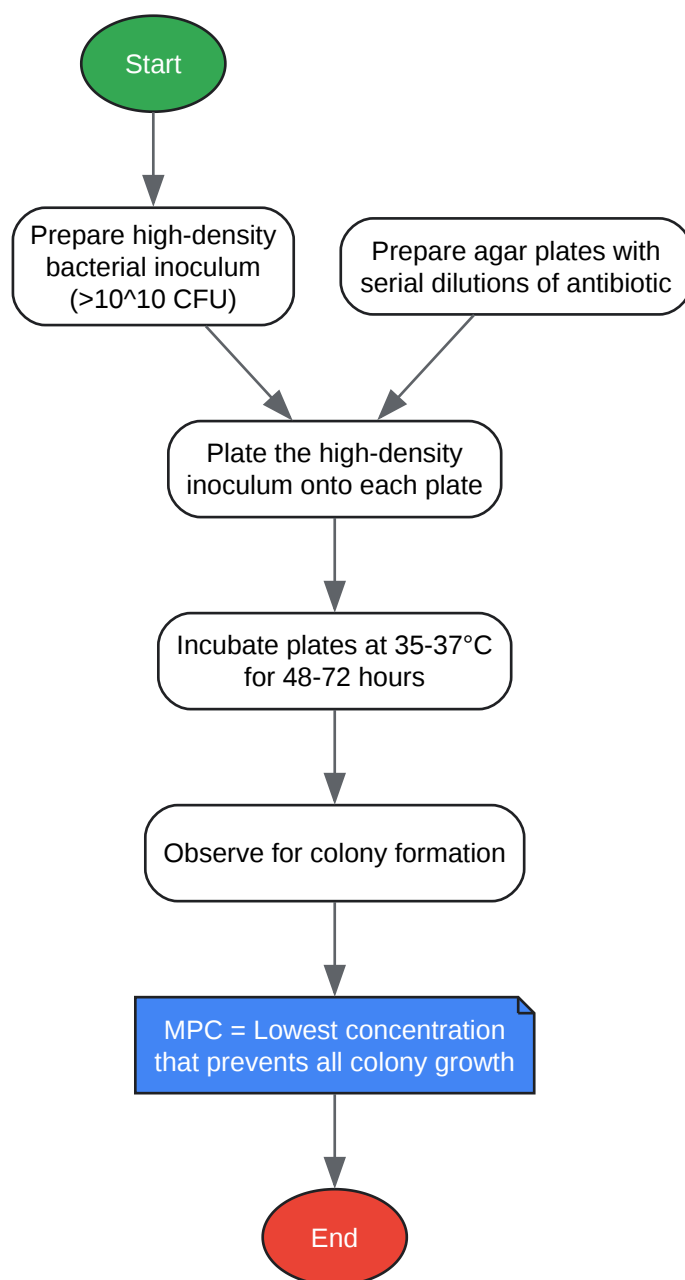 Start
Prepare high-density
bacterial inoculum
(>10^10 CFU)
Prepare agar plates with
serial dilutions of antibiotic
Plate the high-density
inoculum onto each plate
Incubate plates at 35-37°C
for 48-72 hours
Observe for colony formation
MPC = Lowest concentration
that prevents all colony growth
End